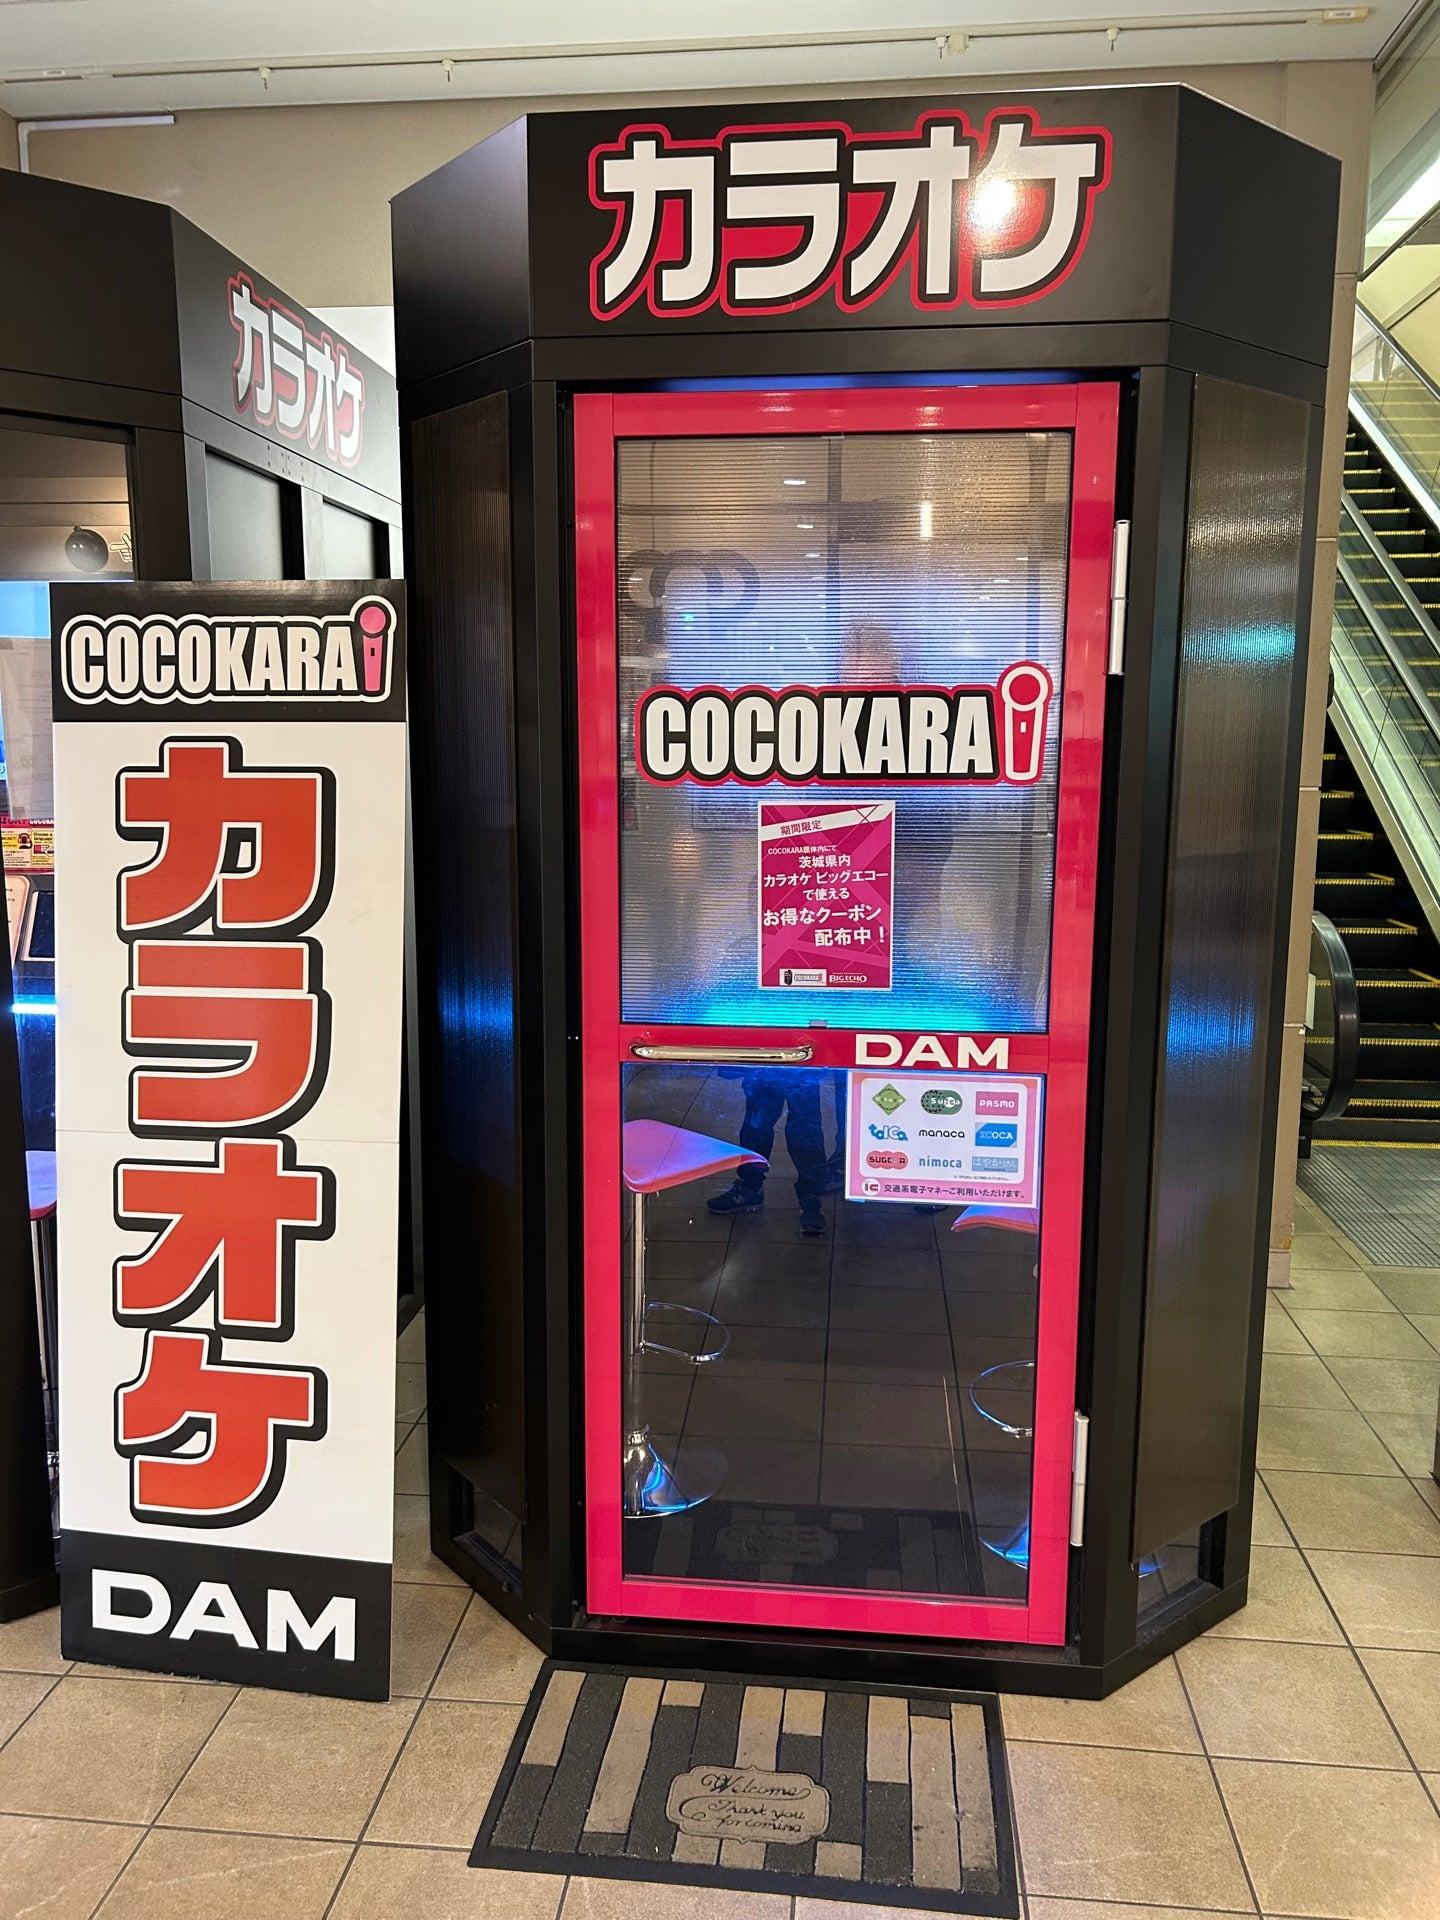 カラオケ
カラオケ
COCOKARA
カラオケ
DAM
COCOKARA
期間限定
COCOKARA筐体内にて
茨城県内
カラオケ ビッグエコー
で使える
お得なクーポン
配布中！
COCOKARA
BIG ECHO
DAM
Kitaca
Suica
PASMO
TOICA
manaca
ICOCA
SUGOCA
nimoca
はやかけん
交通系電子マネーご利用いただけます。
Welcome
Thank you
for coming